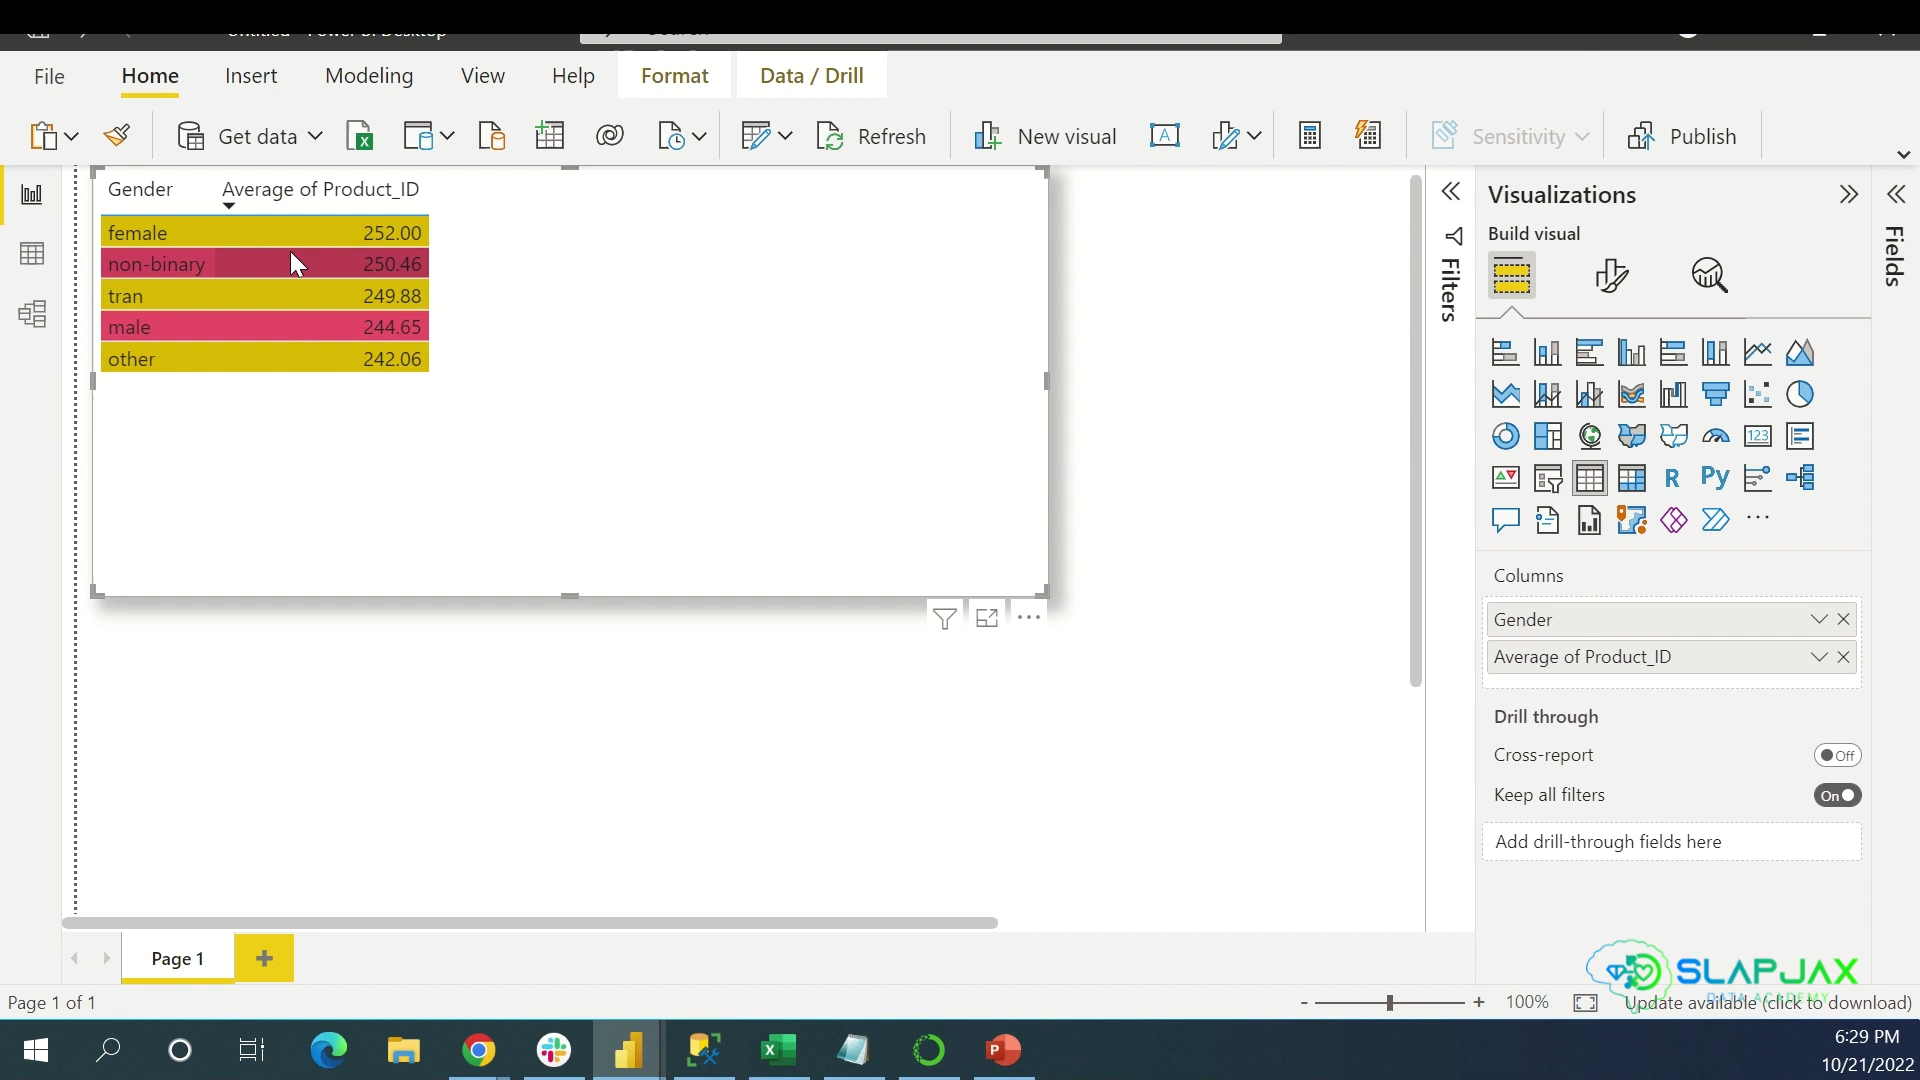 File Home Insert Modeling View Help Format Data / Drill
Get data Refresh New visual Sensitivity Publish
Gender Average of Product_ID
female 252.00
non-binary 250.46
tran 249.88
male 244.65
other 242.06
Filters
Visualizations
Build visual
123
R Py
Columns
Gender
Average of Product_ID
Drill through
Cross-report Off
Keep all filters On
Add drill-through fields here
Fields
Page 1
SLAPJAX
Page 1 of 1
100%
Update available (click to download)
6:29 PM
10/21/2022